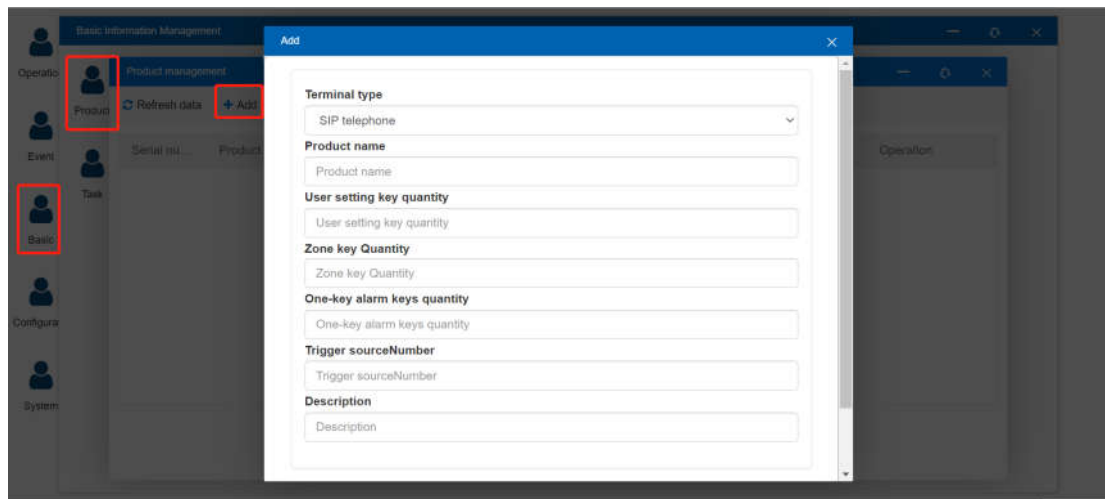 Basic Information Management
Add
Operatio
Product management
Product
Refresh data
+ Add
Terminal type
SIP telephone
Product name
Product name
Event
Serial nu...
Product
Operation
User setting key quantity
User setting key quantity
Task
Basic
Zone key Quantity
Zone key Quantity
One-key alarm keys quantity
One-key alarm keys quantity
Configura
Trigger sourceNumber
Trigger sourceNumber
System
Description
Description